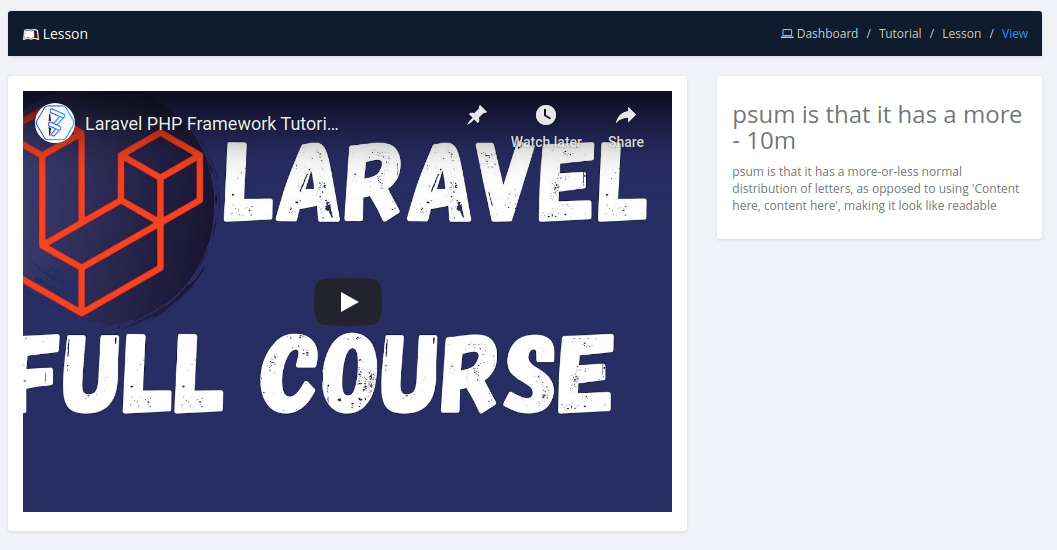 Lesson
Dashboard / Tutorial / Lesson / View
Laravel PHP Framework Tutori...
Watch later
Share
LARAVEL
FULL COURSE
psum is that it has a more
- 10m
psum is that it has a more-or-less normal
distribution of letters, as opposed to using 'Content
here, content here', making it look like readable